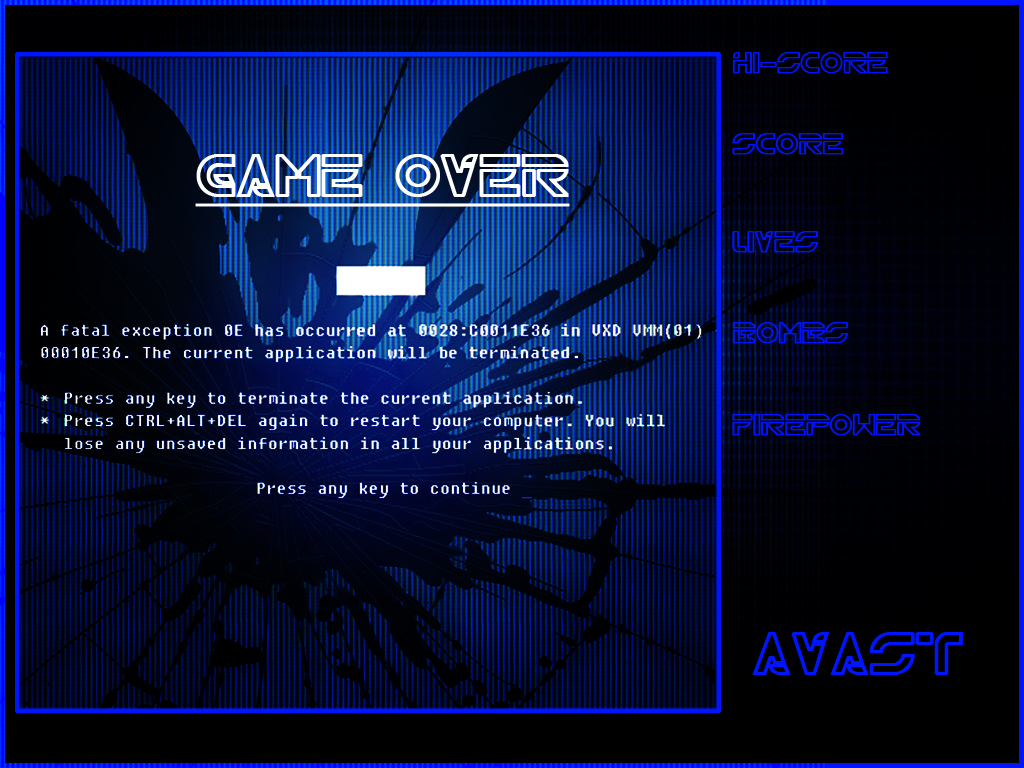 HI-SCORE
GAME OVER
SCORE
LIVES
BOMBS
A fatal exception 0E has occurred at 0028:C0011E36 in VXD VMM(01)
00010E36. The current application will be terminated.
* Press any key to terminate the current application.
* Press CTRL+ALT+DEL again to restart your computer. You will
lose any unsaved information in all your applications.
FIREPOWER
Press any key to continue _
AVAST